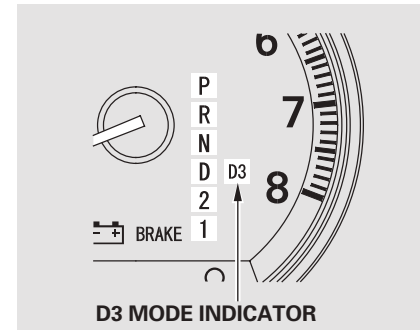 6
P
R
N
7
D D3
2
8
- + BRAKE 1
D3 MODE INDICATOR